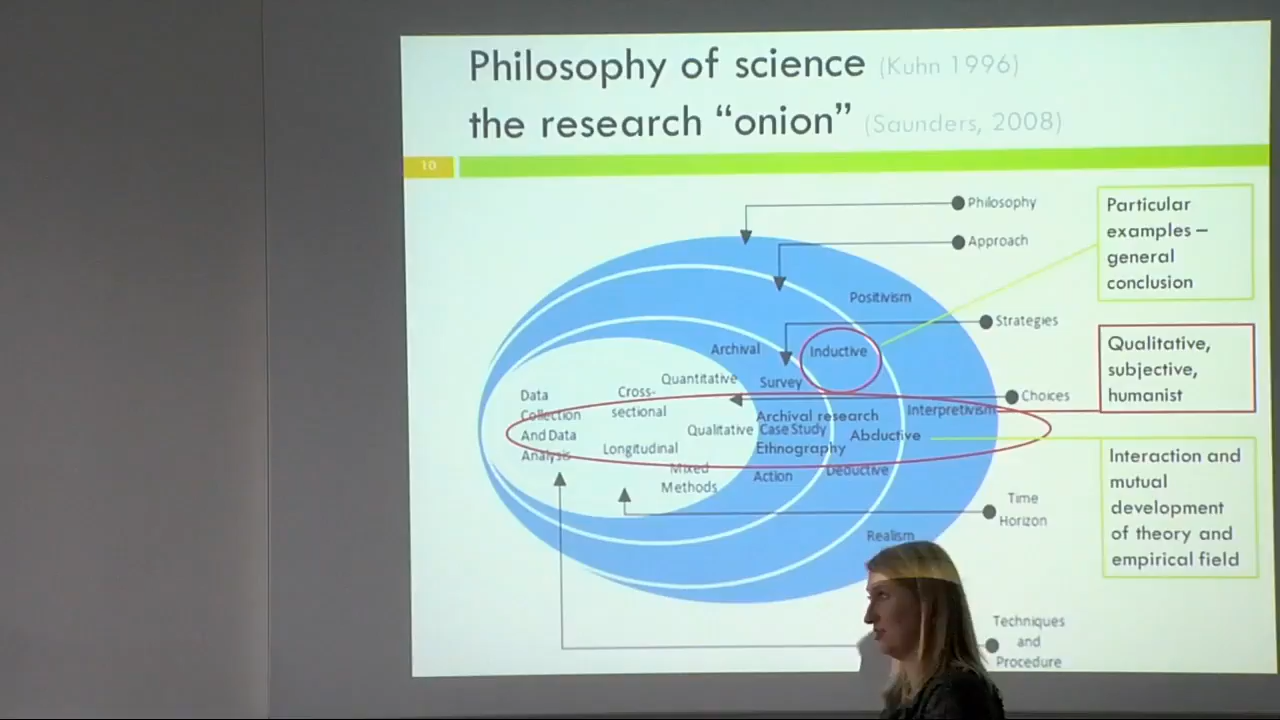 Philosophy of science (Kuhn 1996)
the research “onion” (Saunders, 2008)
10
Philosophy
Approach
Strategies
Choices
Time
Horizon
Techniques
and
Procedure
Positivism
Interpretivism
Realism
Inductive
Abductive
Deductive
Archival
Survey
Archival research
Case Study
Ethnography
Action
Quantitative
Qualitative
Mixed
Methods
Cross-
sectional
Longitudinal
Data
Collection
And Data
Analysis
Particular
examples –
general
conclusion
Qualitative,
subjective,
humanist
Interaction and
mutual
development
of theory and
empirical field